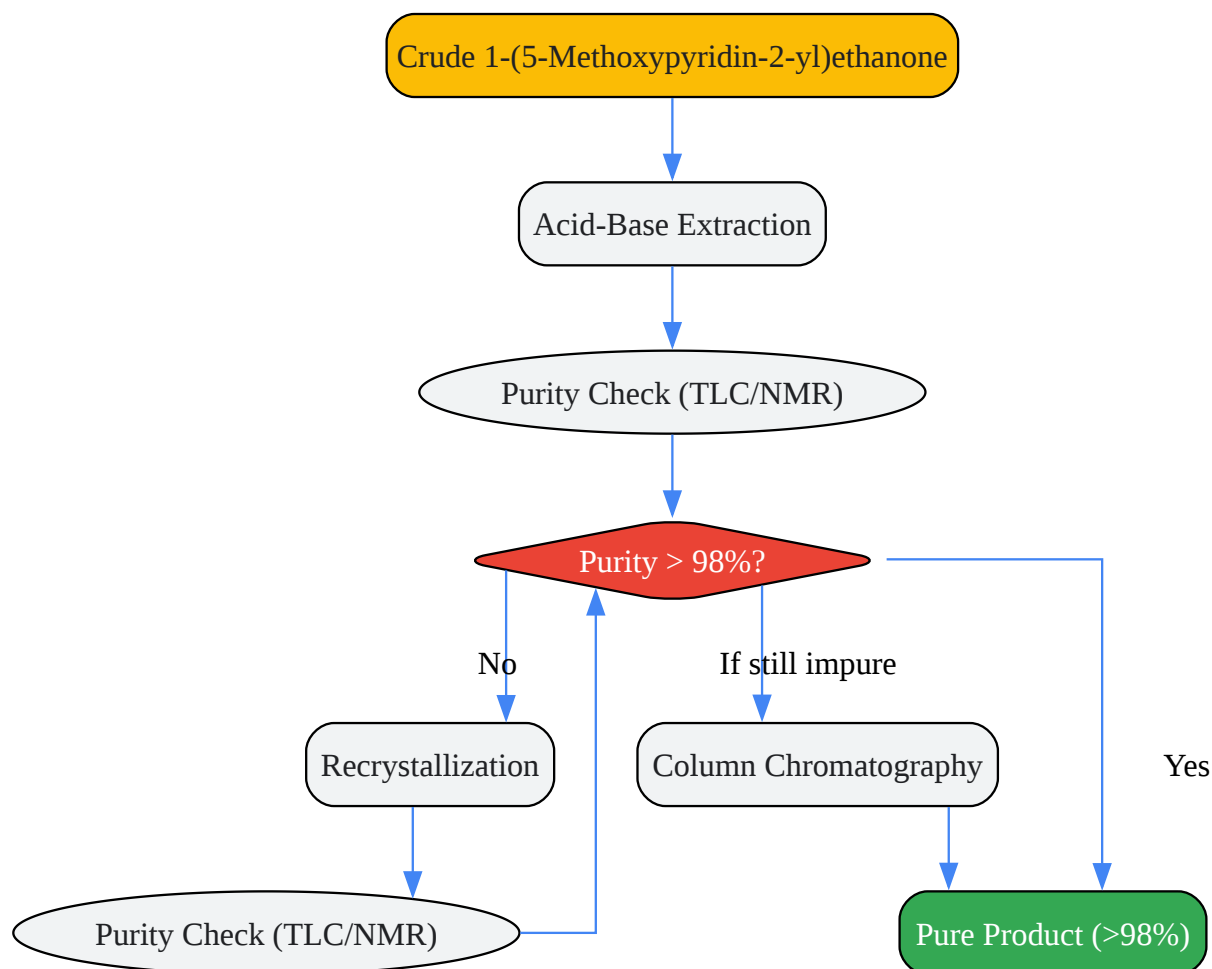 Crude 1-(5-Methoxypyridin-2-yl)ethanone
Acid-Base Extraction
Purity Check (TLC/NMR)
Purity > 98%?
No
If still impure
Recrystallization
Column Chromatography
Yes
Purity Check (TLC/NMR)
Pure Product (>98%)